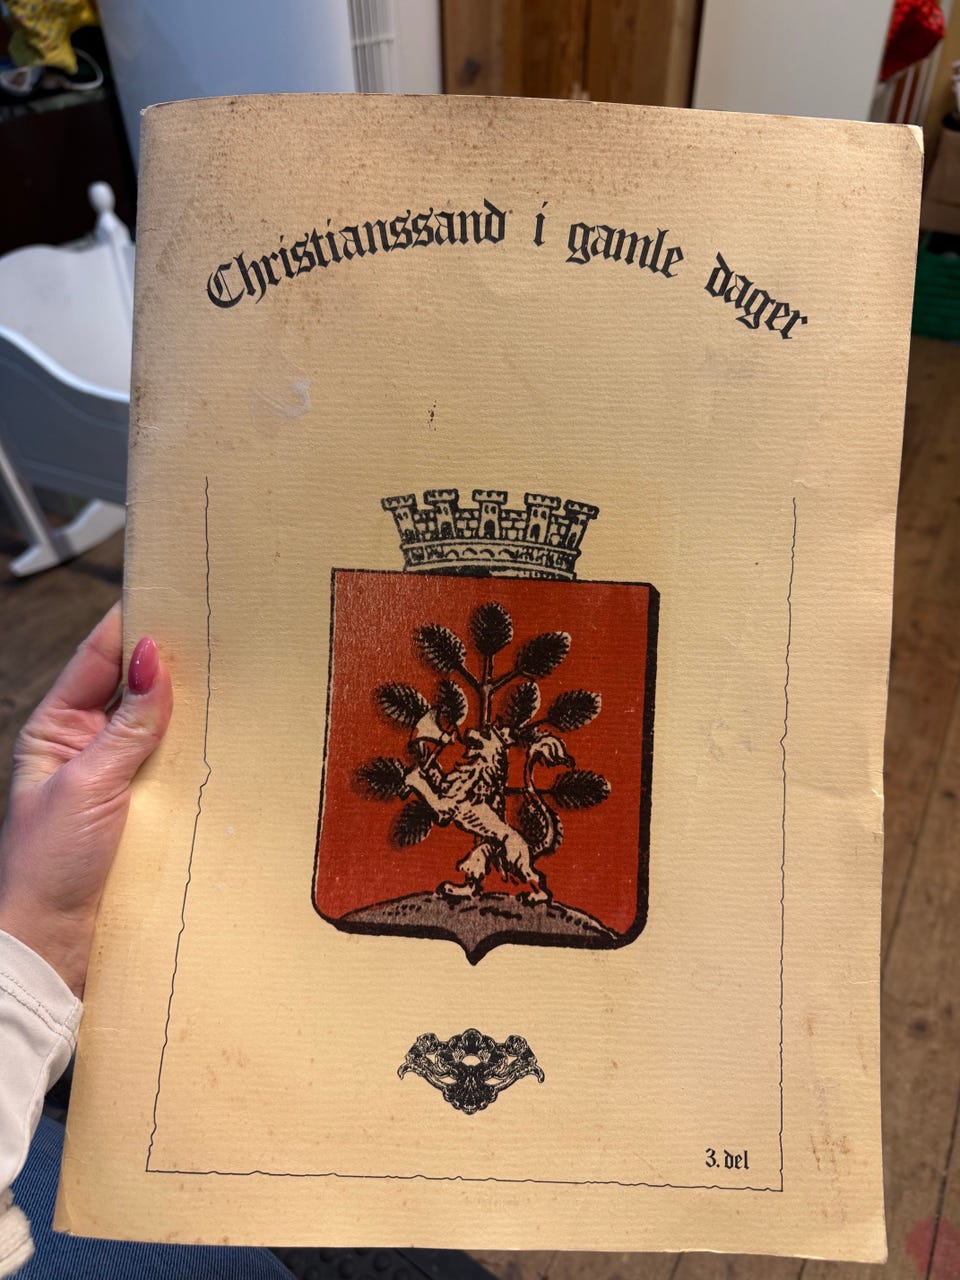 Christianssand i gamle dager
3. del